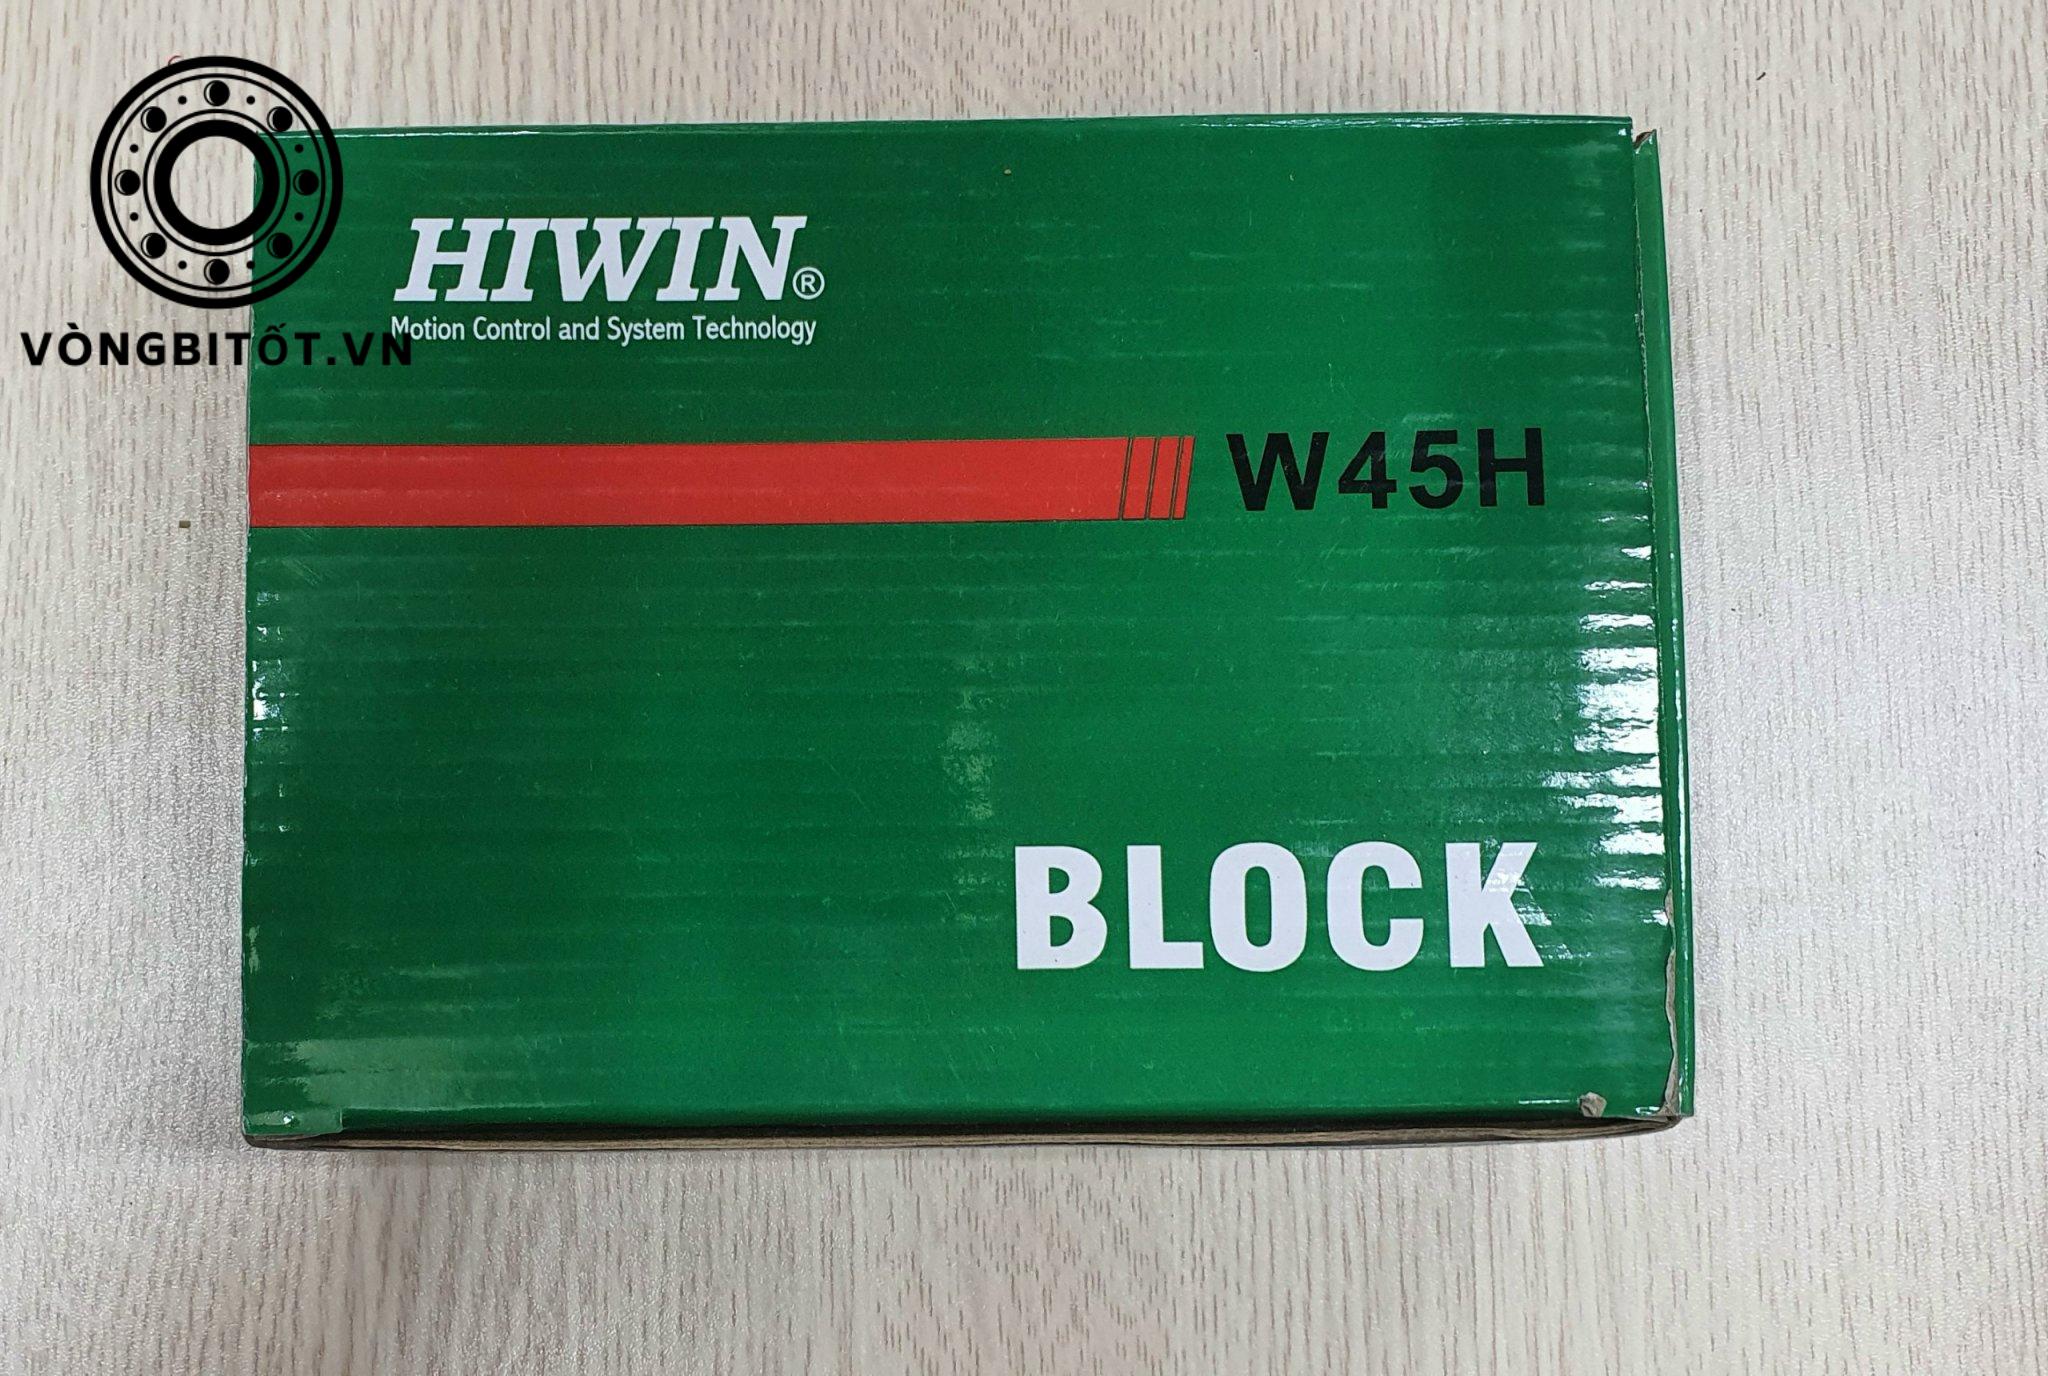 HIWIN®
Motion Control and System Technology
VÒNGBITỐT.VN
W45H
BLOCK